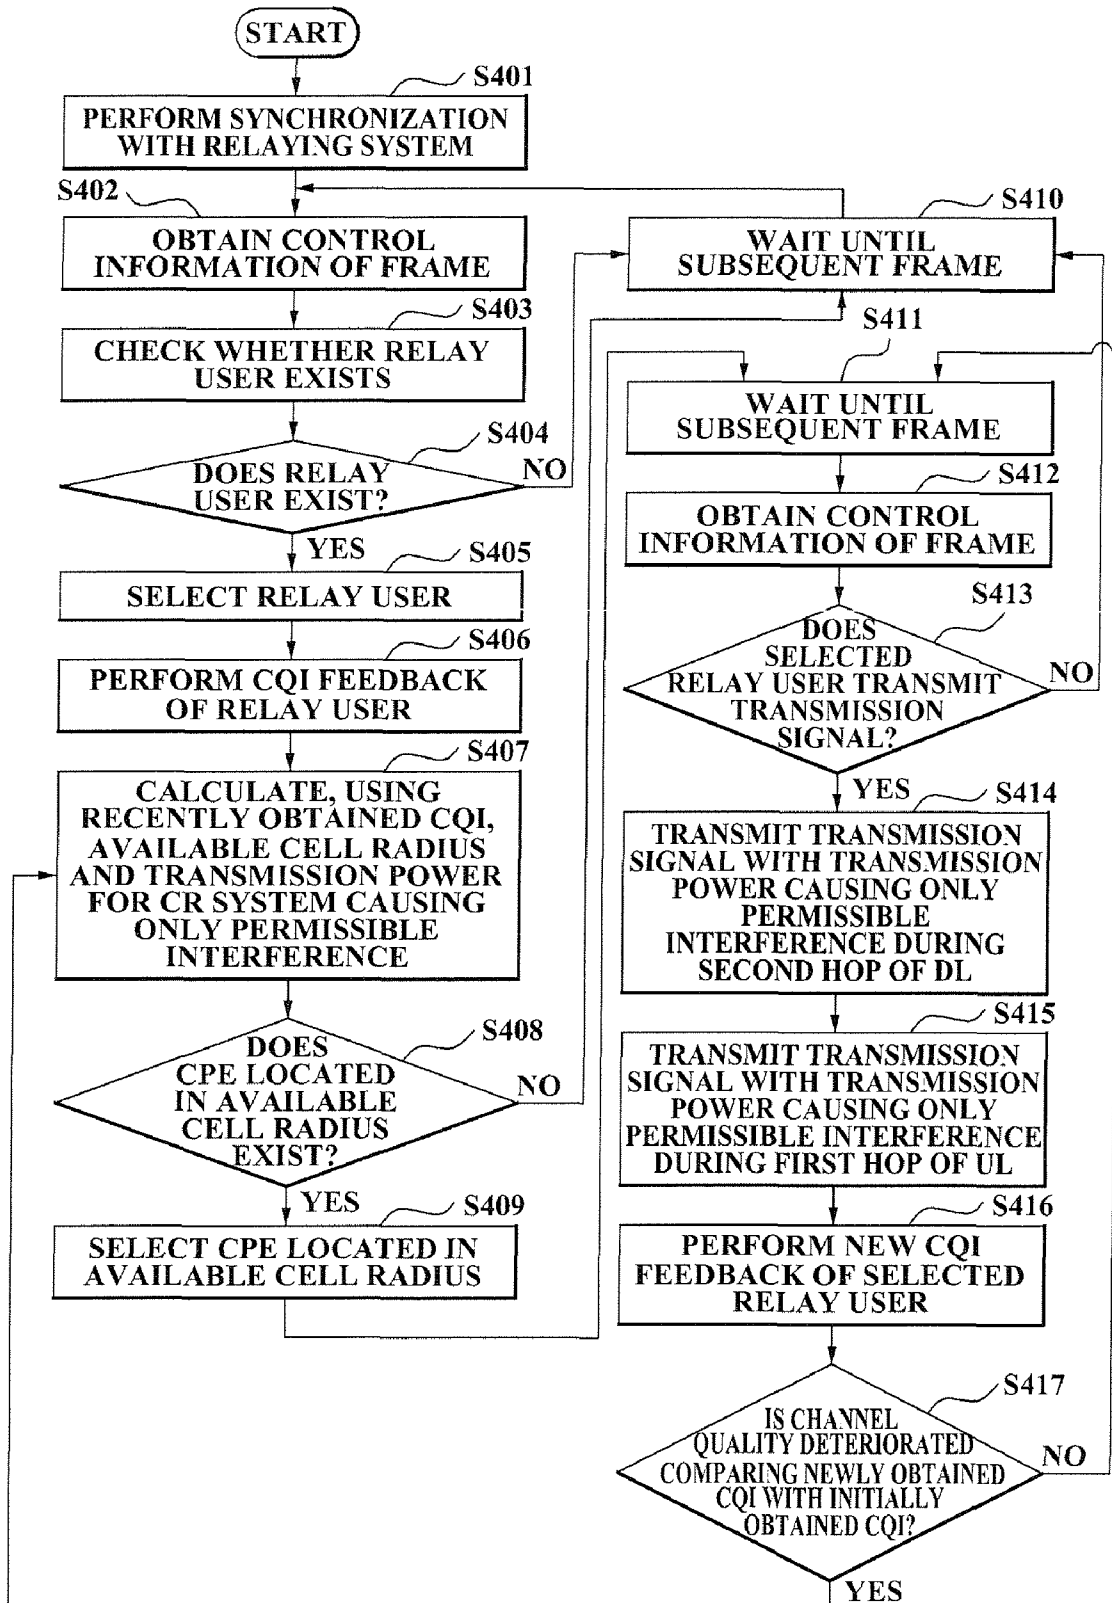 START
S401
PERFORM SYNCHRONIZATION
WITH RELAYING SYSTEM
S402
OBTAIN CONTROL
INFORMATION OF FRAME
S403
CHECK WHETHER RELAY
USER EXISTS
S404
DOES RELAY
USER EXIST?
NO
YES
S405
SELECT RELAY USER
S406
PERFORM CQI FEEDBACK
OF RELAY USER
S407
CALCULATE, USING
RECENTLY OBTAINED CQI,
AVAILABLE CELL RADIUS
AND TRANSMISSION POWER
FOR CR SYSTEM CAUSING
ONLY PERMISSIBLE
INTERFERENCE
S408
DOES
CPE LOCATED
IN AVAILABLE
CELL RADIUS
EXIST?
NO
YES
S409
SELECT CPE LOCATED IN
AVAILABLE CELL RADIUS
S410
WAIT UNTIL
SUBSEQUENT FRAME
S411
WAIT UNTIL
SUBSEQUENT FRAME
S412
OBTAIN CONTROL
INFORMATION OF FRAME
S413
DOES
SELECTED
RELAY USER TRANSMIT
TRANSMISSION
SIGNAL?
NO
YES
S414
TRANSMIT TRANSMISSION
SIGNAL WITH TRANSMISSION
POWER CAUSING ONLY
PERMISSIBLE
INTERFERENCE DURING
SECOND HOP OF DL
S415
TRANSMIT TRANSMISSION
SIGNAL WITH TRANSMISSION
POWER CAUSING ONLY
PERMISSIBLE INTERFERENCE
DURING FIRST HOP OF UL
S416
PERFORM NEW CQI
FEEDBACK OF SELECTED
RELAY USER
S417
IS CHANNEL
QUALITY DETERIORATED
COMPARING NEWLY OBTAINED
CQI WITH INITIALLY
OBTAINED CQI?
NO
YES